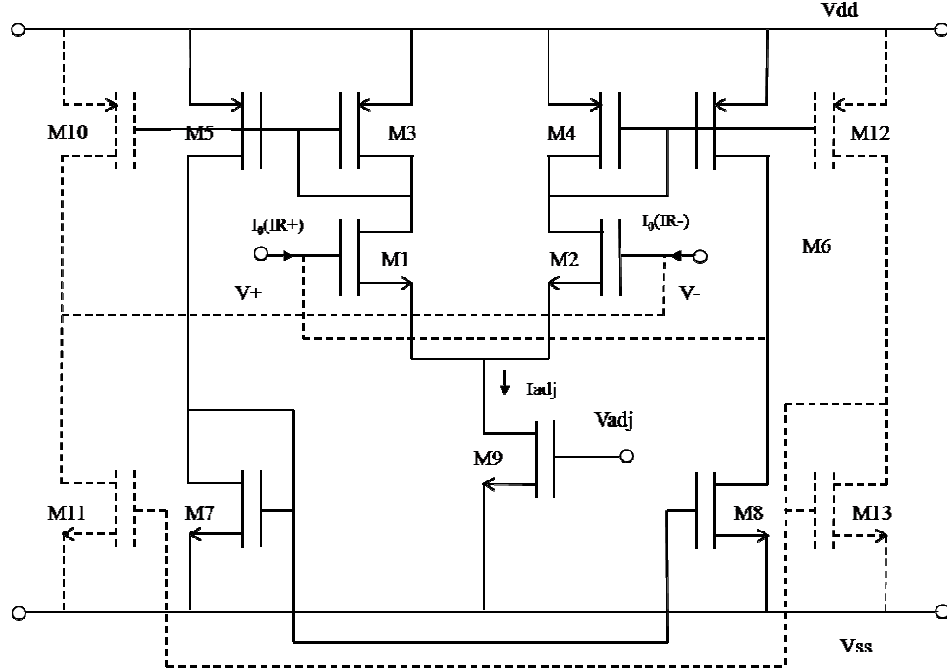 Vdd
M10
M5
M3
M4
M12
I₀(IR+)
I₀(IR-)
M6
M1
M2
V+
V-
Iadj
Vadj
M9
M11
M7
M8
M13
Vss